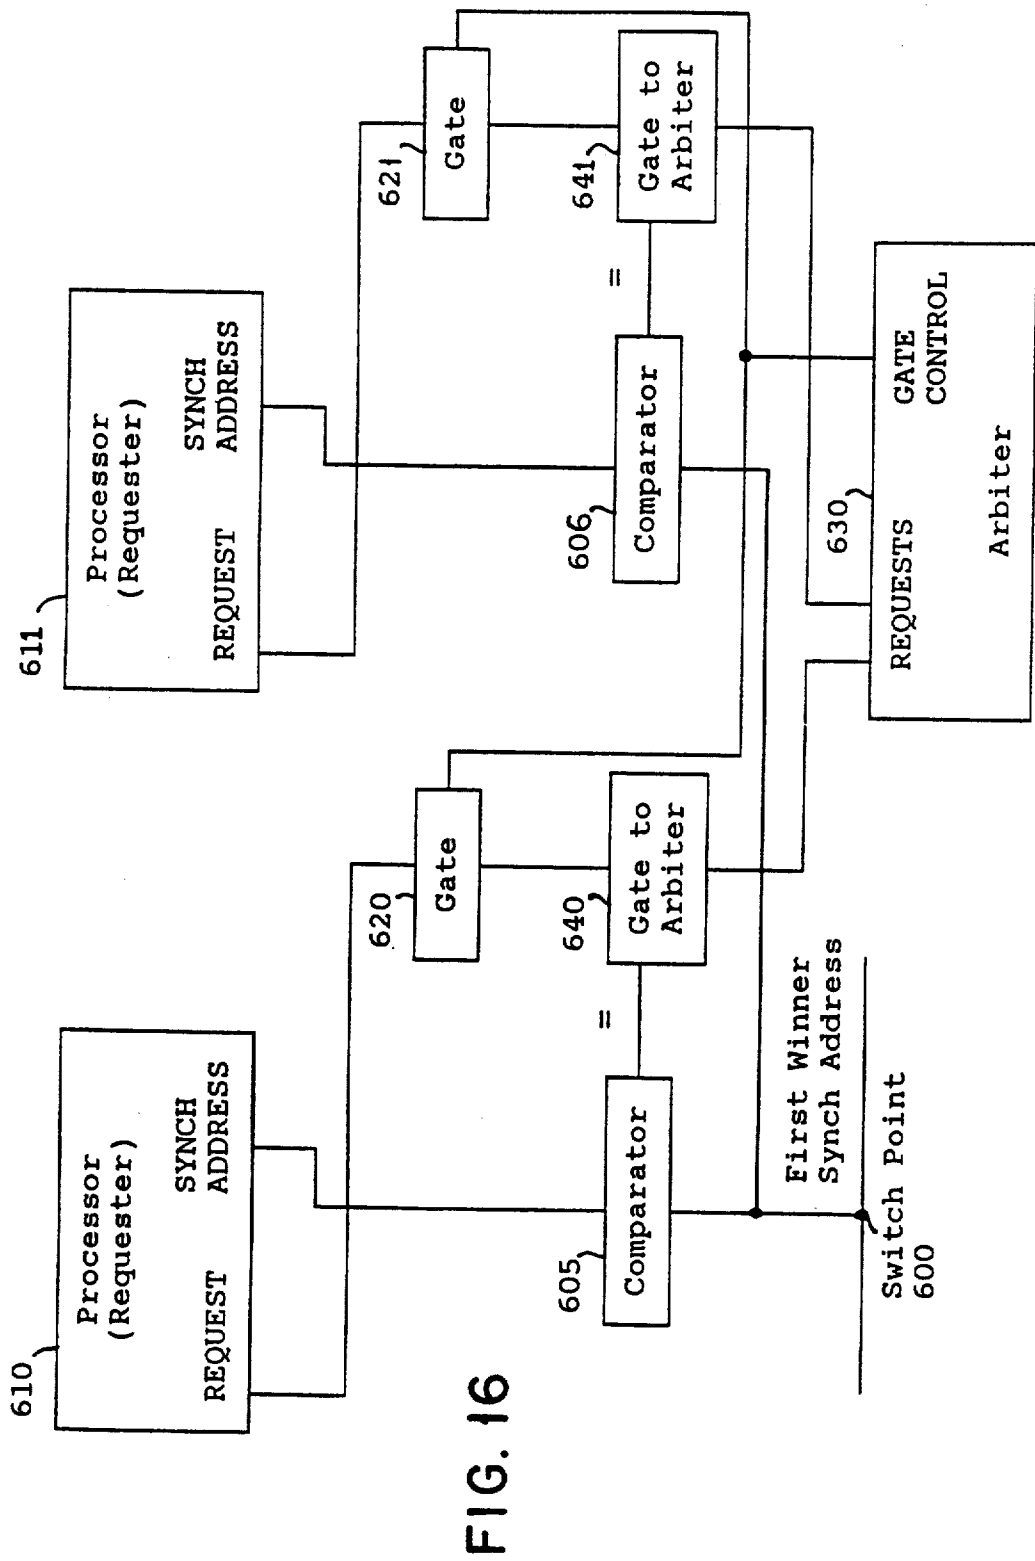 610
Processor
(Requester)
REQUEST
SYNCH
ADDRESS
611
Processor
(Requester)
REQUEST
SYNCH
ADDRESS
620
Gate
621
Gate
605
Comparator
=
640
Gate to
Arbiter
606
Comparator
=
641
Gate to
Arbiter
First Winner
Synch Address
Switch Point
600
630
REQUESTS
GATE
CONTROL
Arbiter
FIG. 16